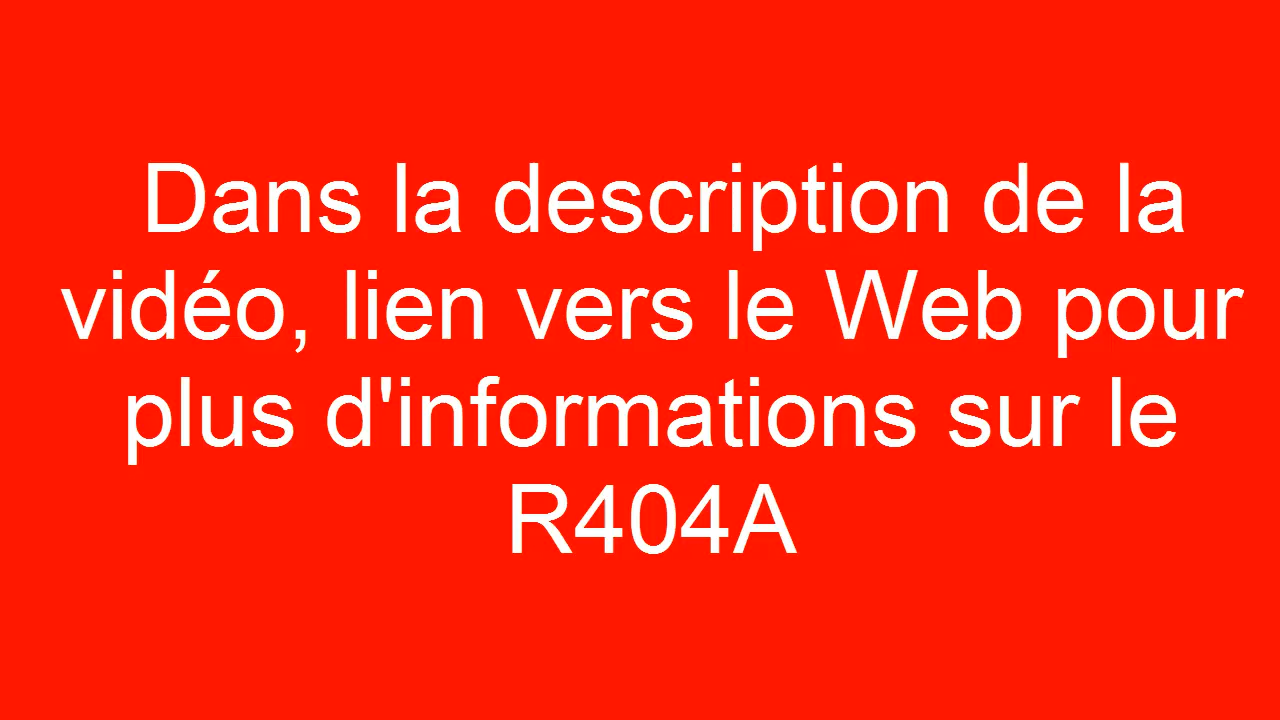 Dans la description de la
vidéo, lien vers le Web pour
plus d'informations sur le
R404A